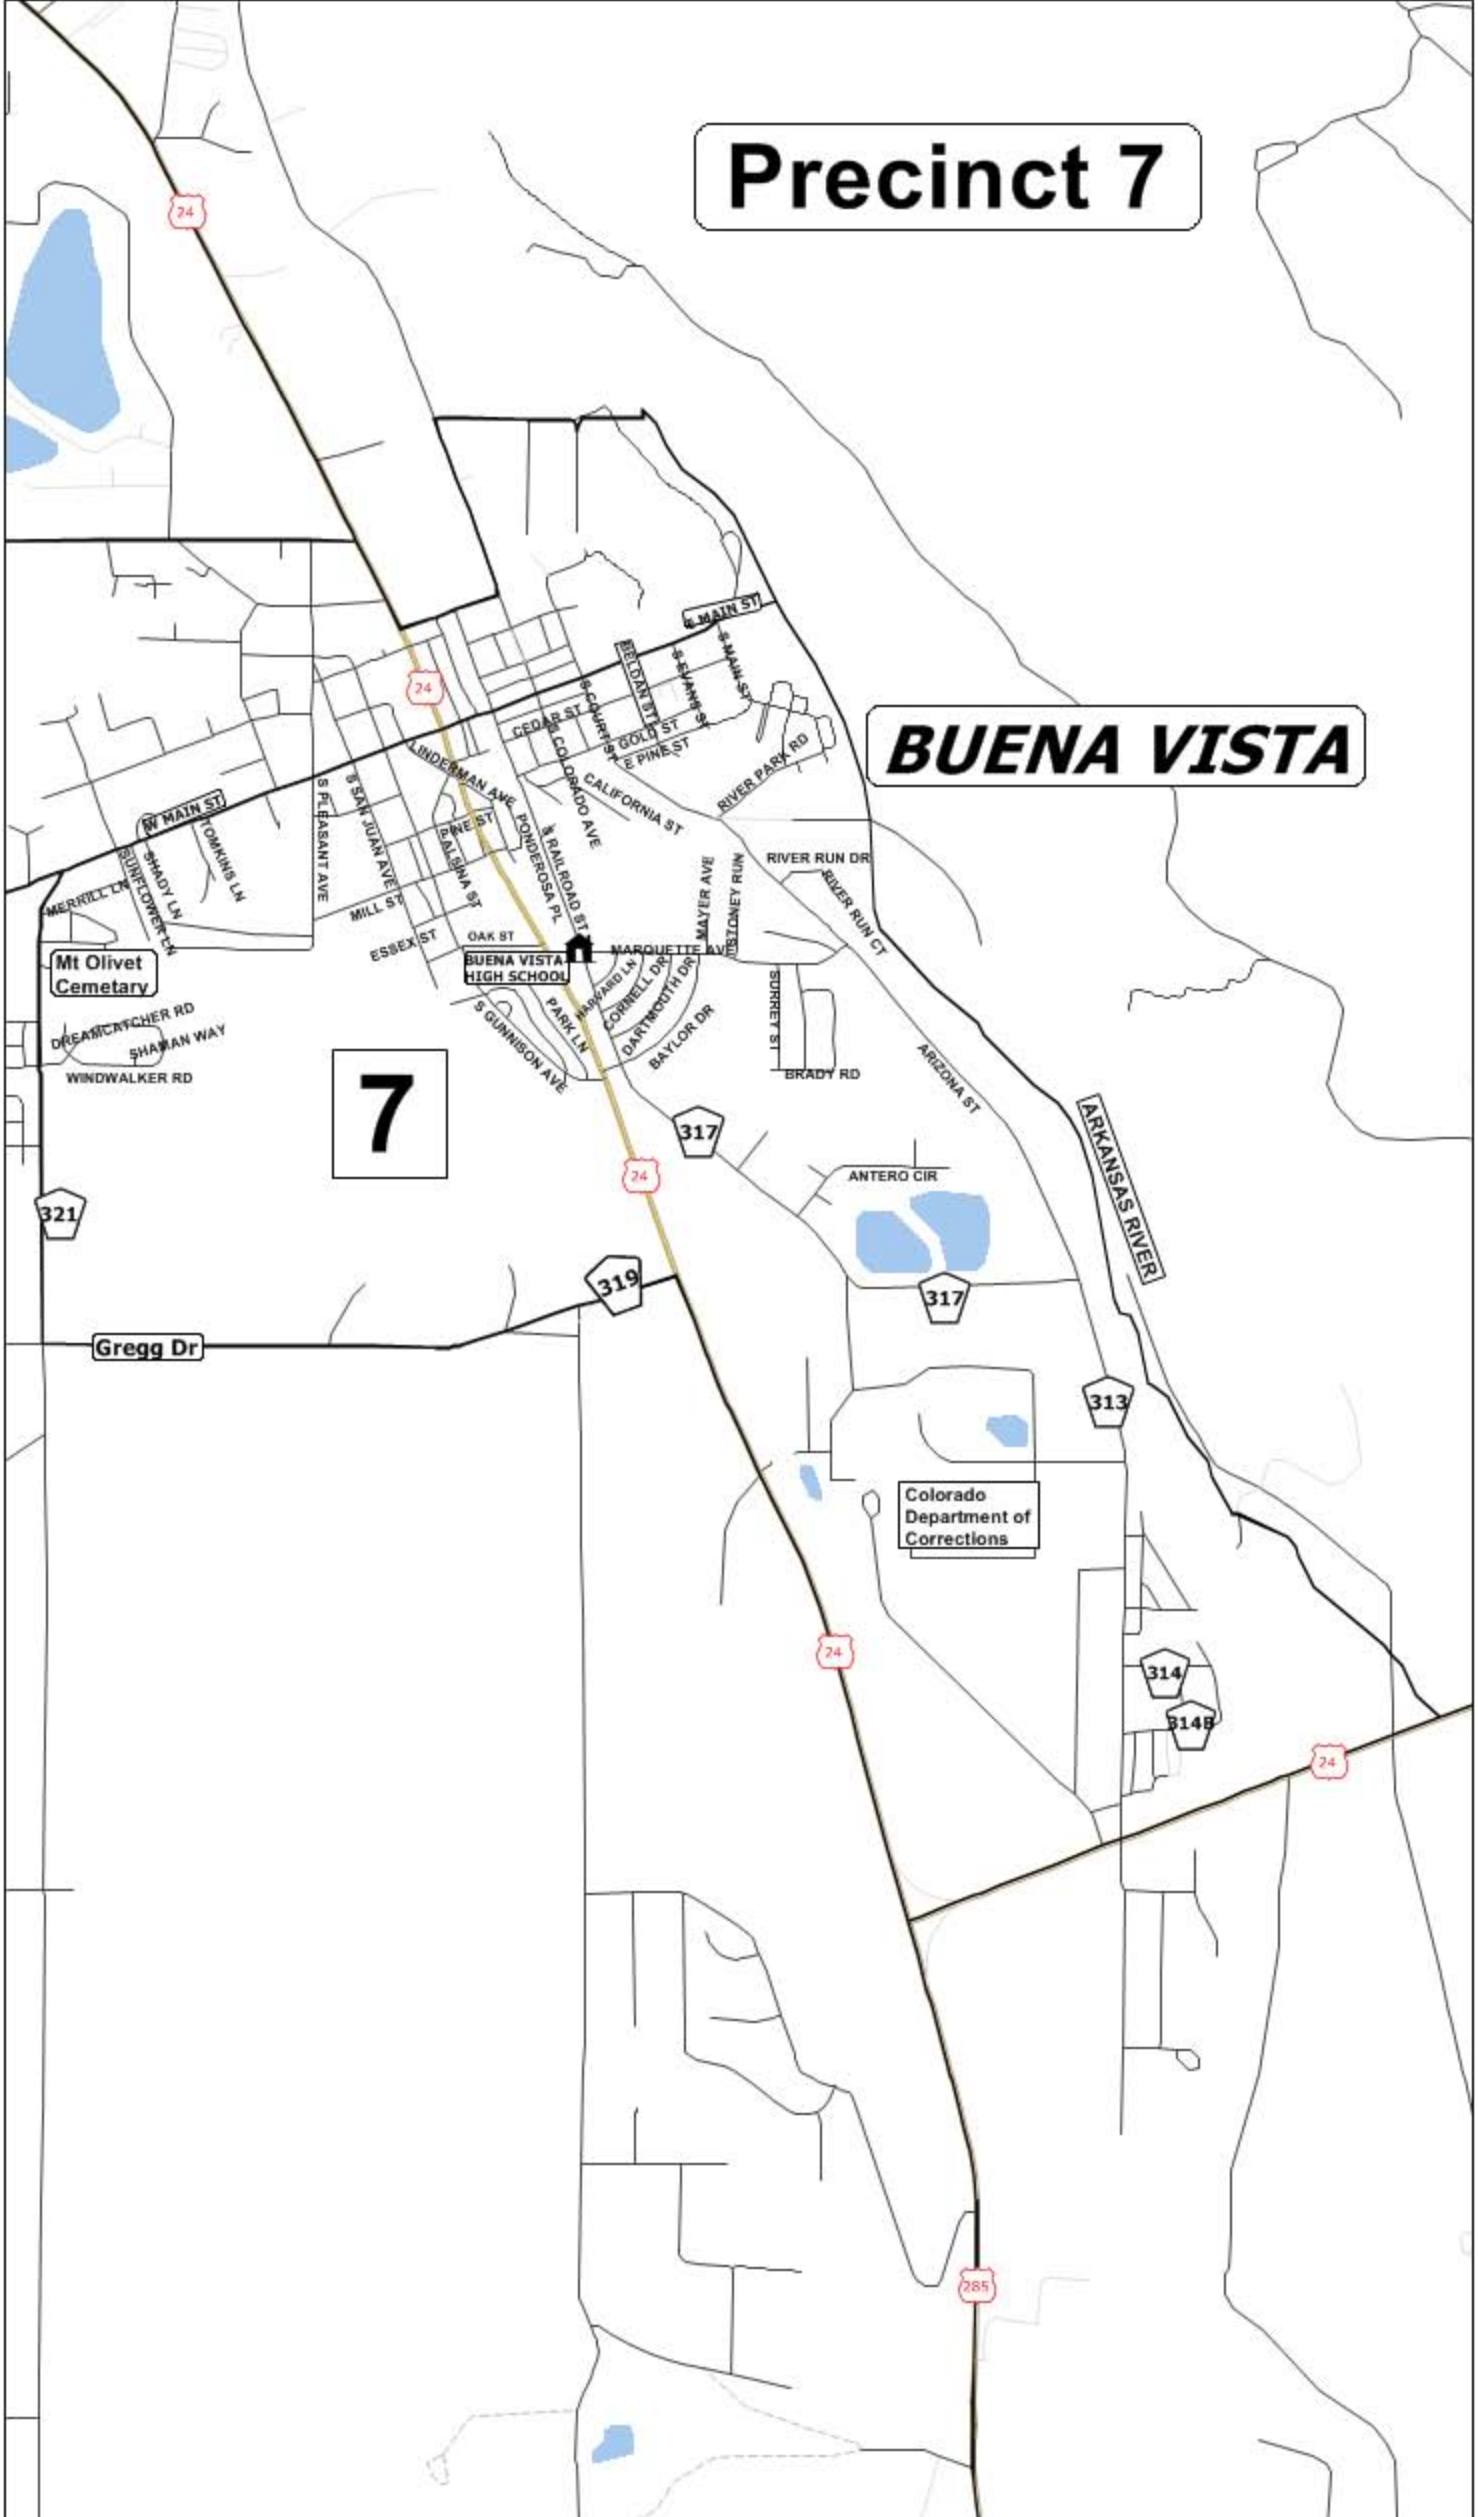 Precinct 7
24
E MAIN ST
BELDAN ST
S EVANS ST
S MAIN ST
24
S COURT ST
CEDAR ST
GOLD ST
E PINE ST
S COLORADO AVE
BUENA VISTA
LINDERMAN AVE
CALIFORNIA ST
RIVER PARK RD
S PLEASANT AVE
S SAN JUAN AVE
W MAIN ST
TOMKINS LN
PINE ST
ALSINA ST
PONDEROSA PL
S RAILROAD ST
SHADY LN
SUNFLOWER LN
MERRILL LN
MILL ST
ESSEX ST
OAK ST
MAYER AVE
STONEY RUN
RIVER RUN DR
RIVER RUN CT
MARQUETTE AVE
BUENA VISTA
HIGH SCHOOL
Mt Olivet
Cemetary
HARVARD LN
CORNELL DR
DARTMOUTH DR
BAYLOR DR
SURREY ST
BRADY RD
PARK LN
S GUNNISON AVE
DREAMCATCHER RD
SHAMAN WAY
WINDWALKER RD
ARIZONA ST
7
317
ARKANSAS RIVER
24
ANTERO CIR
321
319
317
Gregg Dr
313
Colorado
Department of
Corrections
24
314
314B
24
285